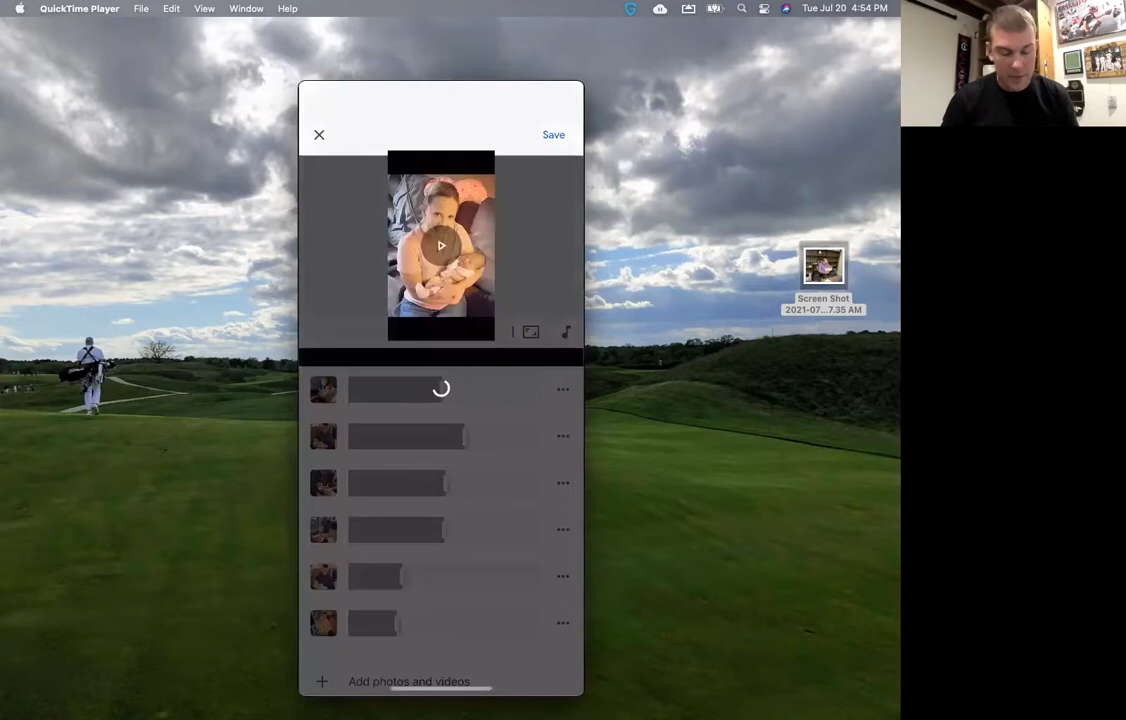 QuickTime Player File Edit View Window Help Tue Jul 20 4:54 PM
Save
Screen Shot
2021-07...7.35 AM
Add photos and videos